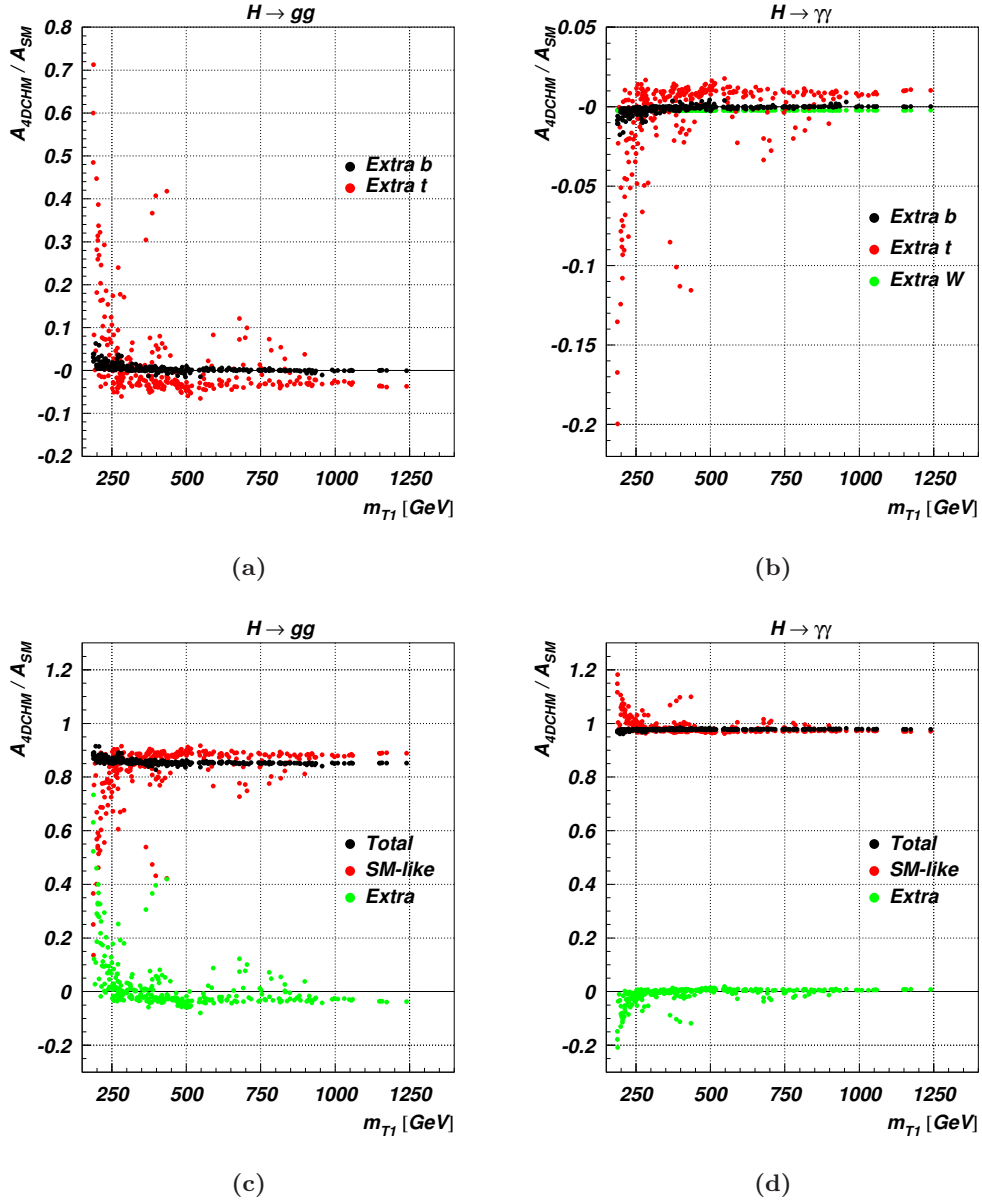 H → gg
A4DCHM / ASM
0.8
0.7
0.6
0.5
0.4
0.3
0.2
0.1
-0
-0.1
-0.2
Extra b
Extra t
250 500 750 1000 1250
mT1 [GeV]
(a)
H → γγ
A4DCHM / ASM
0.05
-0
-0.05
-0.1
-0.15
-0.2
Extra b
Extra t
Extra W
250 500 750 1000 1250
mT1 [GeV]
(b)
H → gg
A4DCHM / ASM
1.2
1
0.8
0.6
0.4
0.2
0
-0.2
Total
SM-like
Extra
250 500 750 1000 1250
mT1 [GeV]
(c)
H → γγ
A4DCHM / ASM
1.2
1
0.8
0.6
0.4
0.2
0
-0.2
Total
SM-like
Extra
250 500 750 1000 1250
mT1 [GeV]
(d)